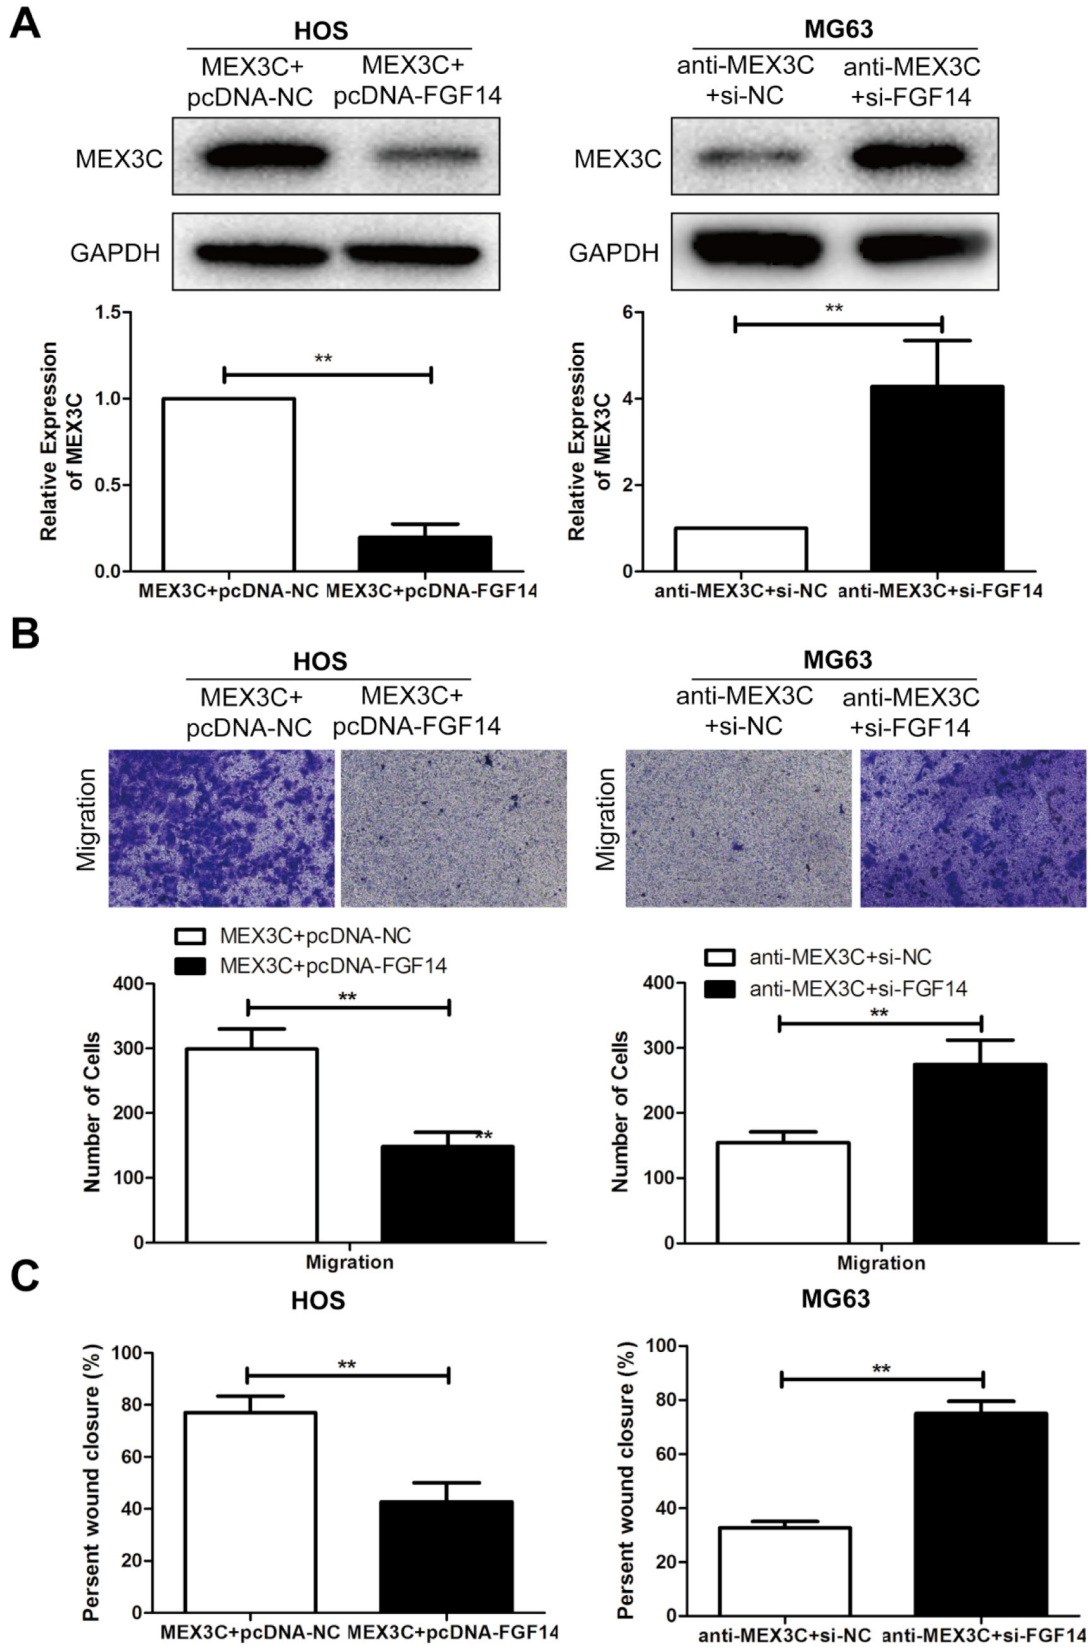 A
HOS
MG63
MEX3C+
pcDNA-NC
MEX3C+
pcDNA-FGF14
anti-MEX3C
+si-NC
anti-MEX3C
+si-FGF14
MEX3C
MEX3C
GAPDH
GAPDH
Relative Expression
of MEX3C
1.5
1.0
0.5
0.0
**
MEX3C+pcDNA-NC
MEX3C+pcDNA-FGF14
Relative Expression
of MEX3C
6
4
2
0
**
anti-MEX3C+si-NC
anti-MEX3C+si-FGF14
B
HOS
MG63
MEX3C+
pcDNA-NC
MEX3C+
pcDNA-FGF14
anti-MEX3C
+si-NC
anti-MEX3C
+si-FGF14
Migration
Migration
MEX3C+pcDNA-NC
MEX3C+pcDNA-FGF14
Number of Cells
400
300
200
100
0
**
**
Migration
anti-MEX3C+si-NC
anti-MEX3C+si-FGF14
Number of Cells
400
300
200
100
0
**
Migration
C
HOS
Persent wound closure (%)
100
80
60
40
20
0
**
MEX3C+pcDNA-NC
MEX3C+pcDNA-FGF14
MG63
Persent wound closure (%)
100
80
60
40
20
0
**
anti-MEX3C+si-NC
anti-MEX3C+si-FGF14